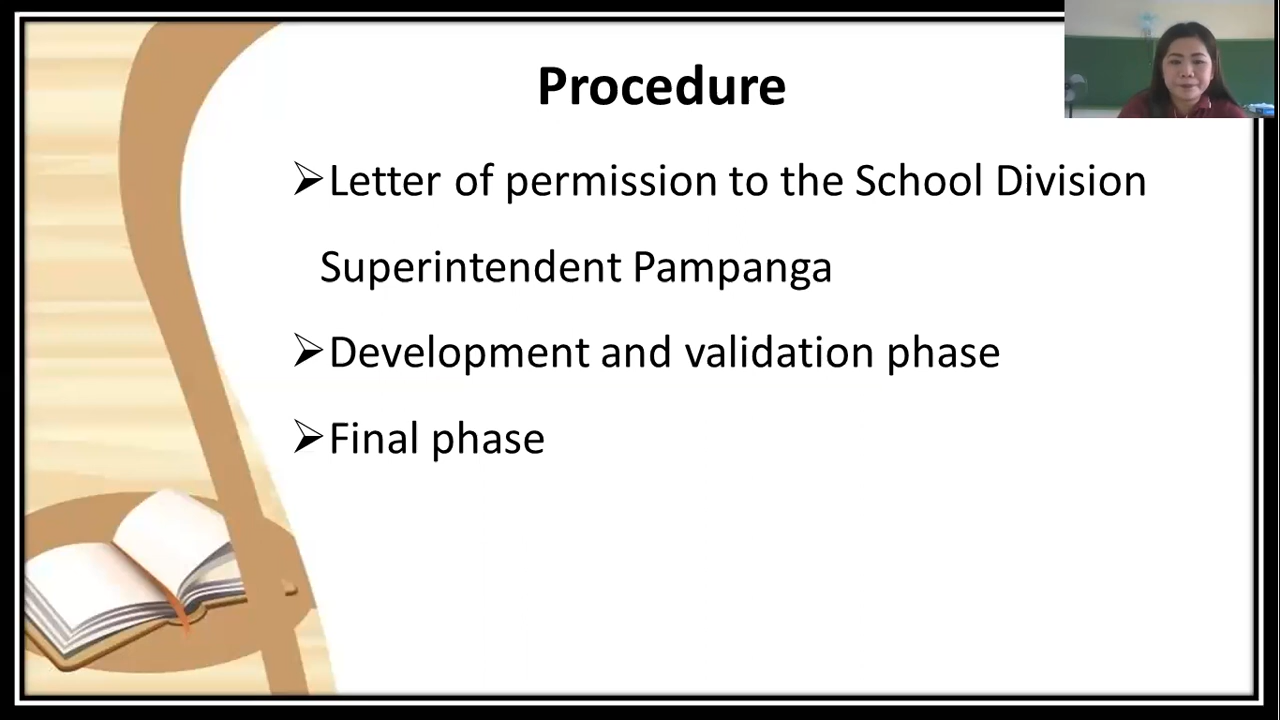 Procedure
➢Letter of permission to the School Division
Superintendent Pampanga
➢Development and validation phase
➢Final phase